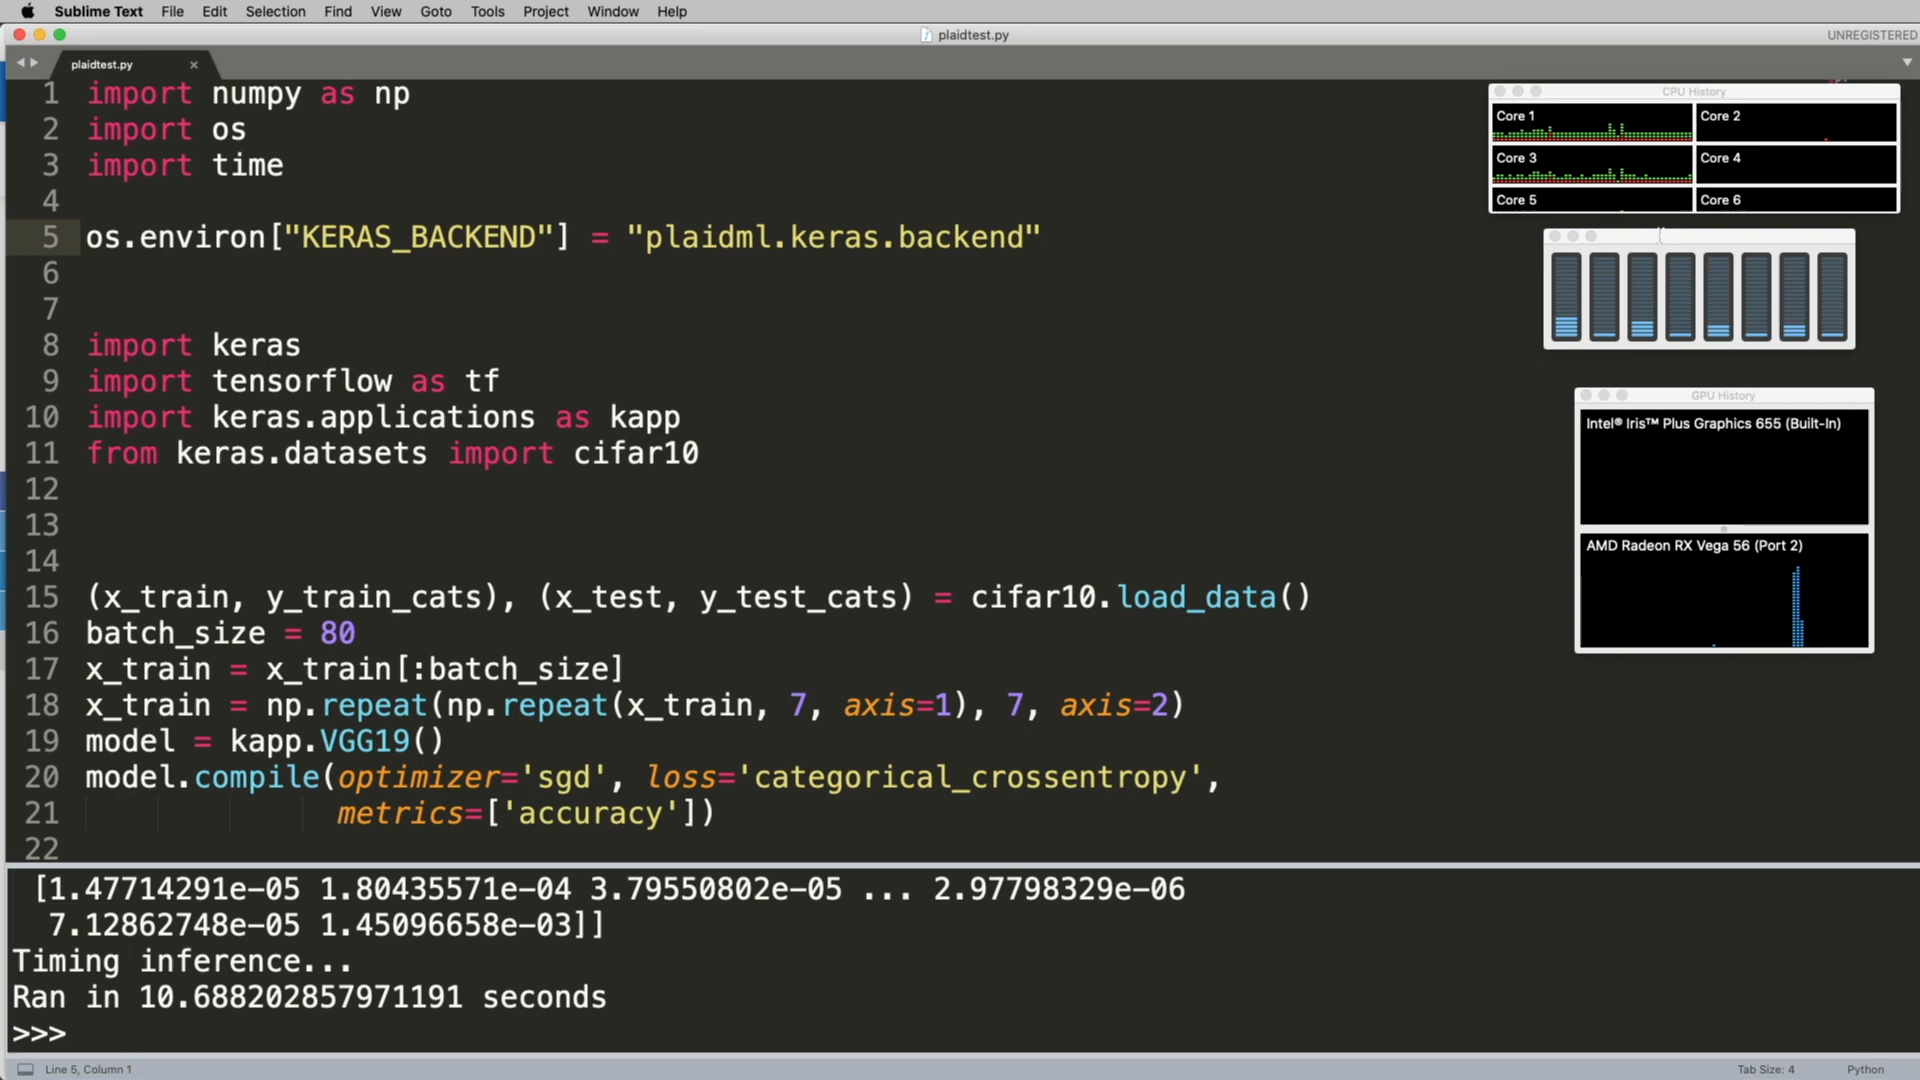 Sublime Text File Edit Selection Find View Goto Tools Project Window Help
plaidtest.py
UNREGISTERED
plaidtest.py
1 import numpy as np
2 import os
3 import time
4
5 os.environ["KERAS_BACKEND"] = "plaidml.keras.backend"
6
7
8 import keras
9 import tensorflow as tf
10 import keras.applications as kapp
11 from keras.datasets import cifar10
12
13
14
15 (x_train, y_train_cats), (x_test, y_test_cats) = cifar10.load_data()
16 batch_size = 80
17 x_train = x_train[:batch_size]
18 x_train = np.repeat(np.repeat(x_train, 7, axis=1), 7, axis=2)
19 model = kapp.VGG19()
20 model.compile(optimizer='sgd', loss='categorical_crossentropy',
21 metrics=['accuracy'])
22
CPU History
Core 1 Core 2
Core 3 Core 4
Core 5 Core 6
GPU History
Intel® Iris™ Plus Graphics 655 (Built-In)
AMD Radeon RX Vega 56 (Port 2)
[1.47714291e-05 1.80435571e-04 3.79550802e-05 ... 2.97798329e-06
7.12862748e-05 1.45096658e-03]]
Timing inference...
Ran in 10.688202857971191 seconds
>>>
Line 5, Column 1
Tab Size: 4
Python